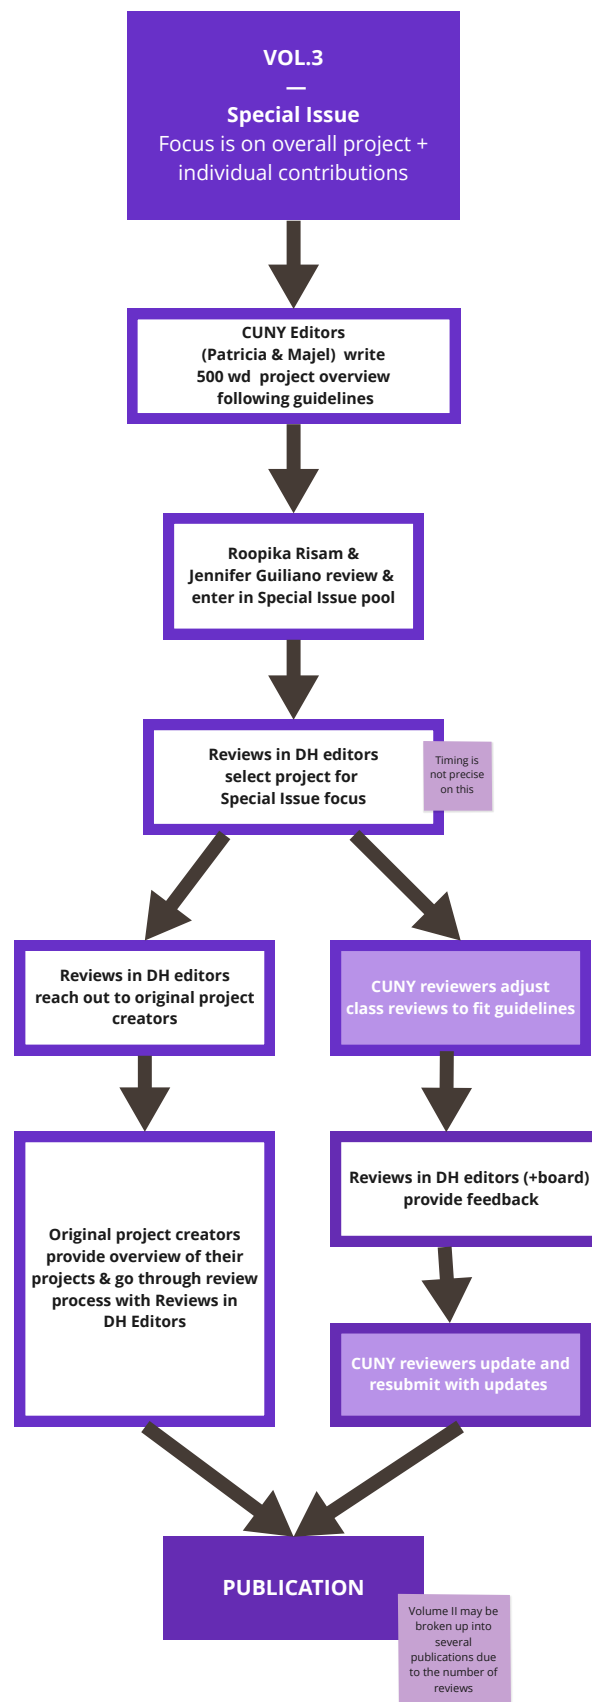 VOL.3
—
Special Issue
Focus is on overall project +
individual contributions
CUNY Editors
(Patricia & Majel) write
500 wd project overview
following guidelines
Roopika Risam &
Jennifer Guiliano review &
enter in Special Issue pool
Reviews in DH editors
select project for
Special Issue focus
Timing is
not precise
on this
Reviews in DH editors
reach out to original project
creators
CUNY reviewers adjust
class reviews to fit guidelines
Original project creators
provide overview of their
projects & go through review
process with Reviews in
DH Editors
Reviews in DH editors (+board)
provide feedback
CUNY reviewers update and
resubmit with updates
PUBLICATION
Volume II may be
broken up into
several
publications due
to the number of
reviews